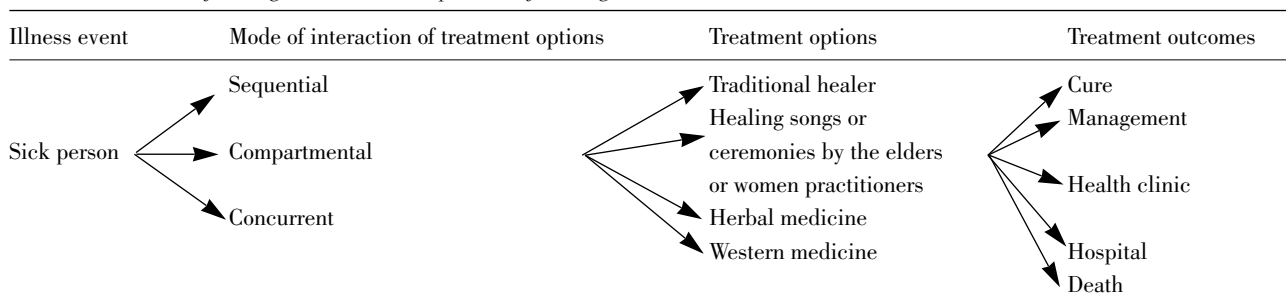 Illness event Mode of interaction of treatment options Treatment options Treatment outcomes
Sequential Traditional healer Cure
Healing songs or Management
Sick person Compartmental ceremonies by the elders
or women practitioners Health clinic
Concurrent Herbal medicine
Western medicine Hospital
Death